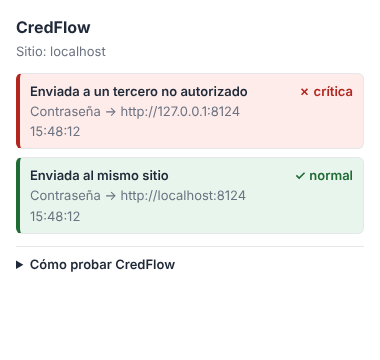 CredFlow
Sitio: localhost
Enviada a un tercero no autorizado × crítica
Contraseña → http://127.0.0.1:8124
15:48:12
Enviada al mismo sitio ✓ normal
Contraseña → http://localhost:8124
15:48:12
▶ Cómo probar CredFlow